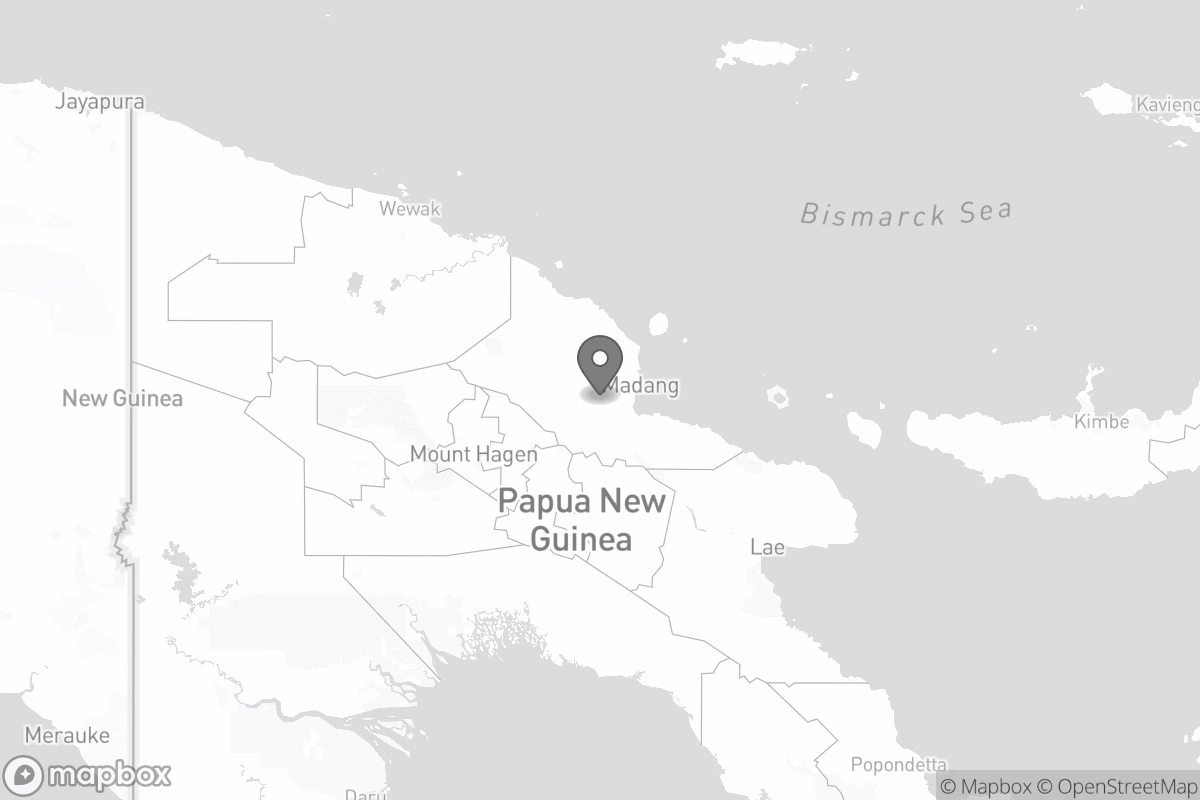 Jayapura
Kavieng
Wewak
Bismarck Sea
Madang
New Guinea
Kimbe
Mount Hagen
Papua New
Guinea
Lae
Merauke
Popondetta
mapbox
© Mapbox © OpenStreetMap
Daru